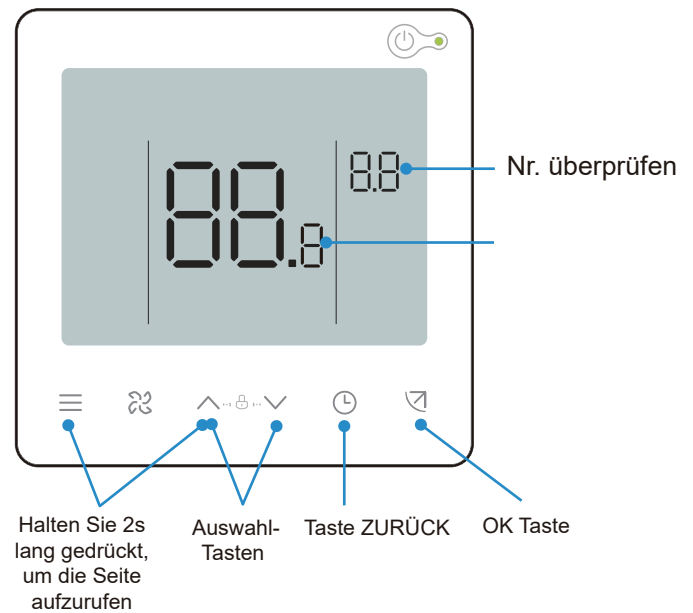 8.8
88.8
Nr. überprüfen
Halten Sie 2s
lang gedrückt,
um die Seite
aufzurufen
Auswahl-
Tasten
Taste ZURÜCK
OK Taste